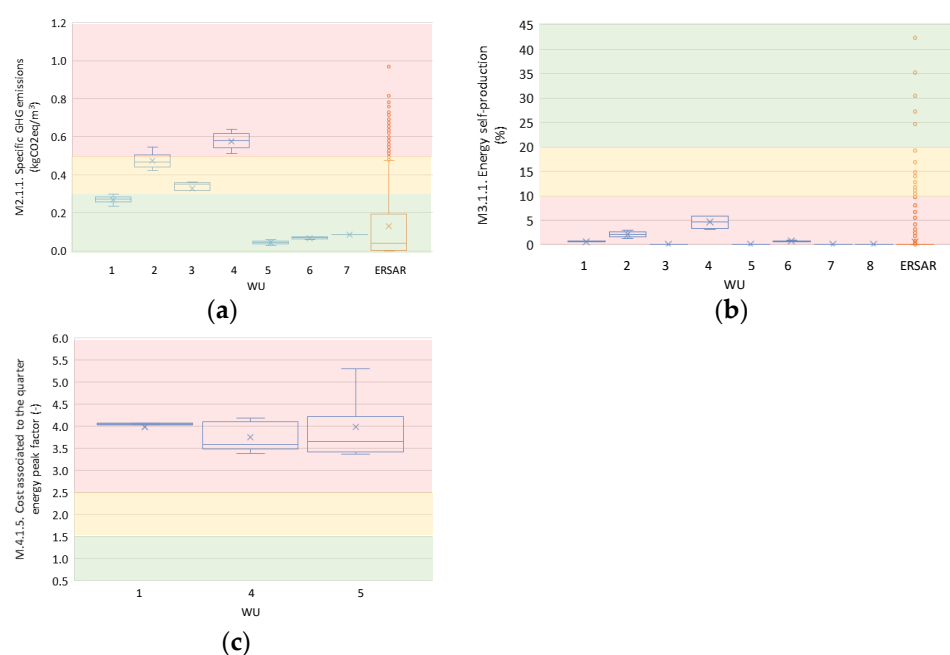 M2.1.1. Specific GHG emissions
(kgCO2eq/m³)
1.2
1.0
0.8
0.6
0.4
0.2
0.0
1 2 3 4 5 6 7 ERSAR
WU
(a)
M3.1.1. Energy self-production
(%)
45
40
35
30
25
20
15
10
5
0
1 2 3 4 5 6 7 8 ERSAR
WU
(b)
M.4.1.5. Cost associated to the quarter
energy peak factor (-)
6.0
5.5
5.0
4.5
4.0
3.5
3.0
2.5
2.0
1.5
1.0
0.5
1 4 5
WU
(c)